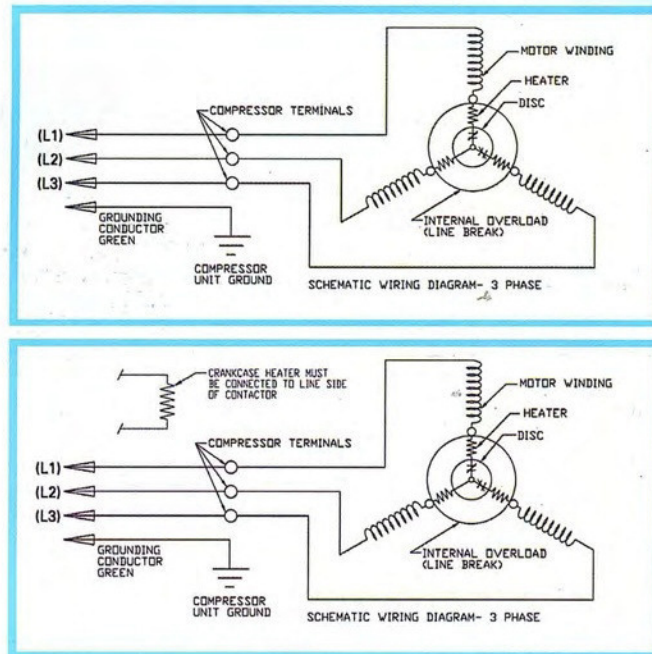 MOTOR WINDING
HEATER
DISC
COMPRESSOR TERMINALS
(L1)
(L2)
(L3)
GROUNDING
CONDUCTOR
GREEN
INTERNAL OVERLOAD
(LINE BREAK)
COMPRESSOR
UNIT GROUND
SCHEMATIC WIRING DIAGRAM- 3 PHASE
CRANKCASE HEATER MUST
BE CONNECTED TO LINE SIDE
OF CONTACTOR
MOTOR WINDING
HEATER
DISC
COMPRESSOR TERMINALS
(L1)
(L2)
(L3)
GROUNDING
CONDUCTOR
GREEN
INTERNAL OVERLOAD
(LINE BREAK)
COMPRESSOR
UNIT GROUND
SCHEMATIC WIRING DIAGRAM- 3 PHASE